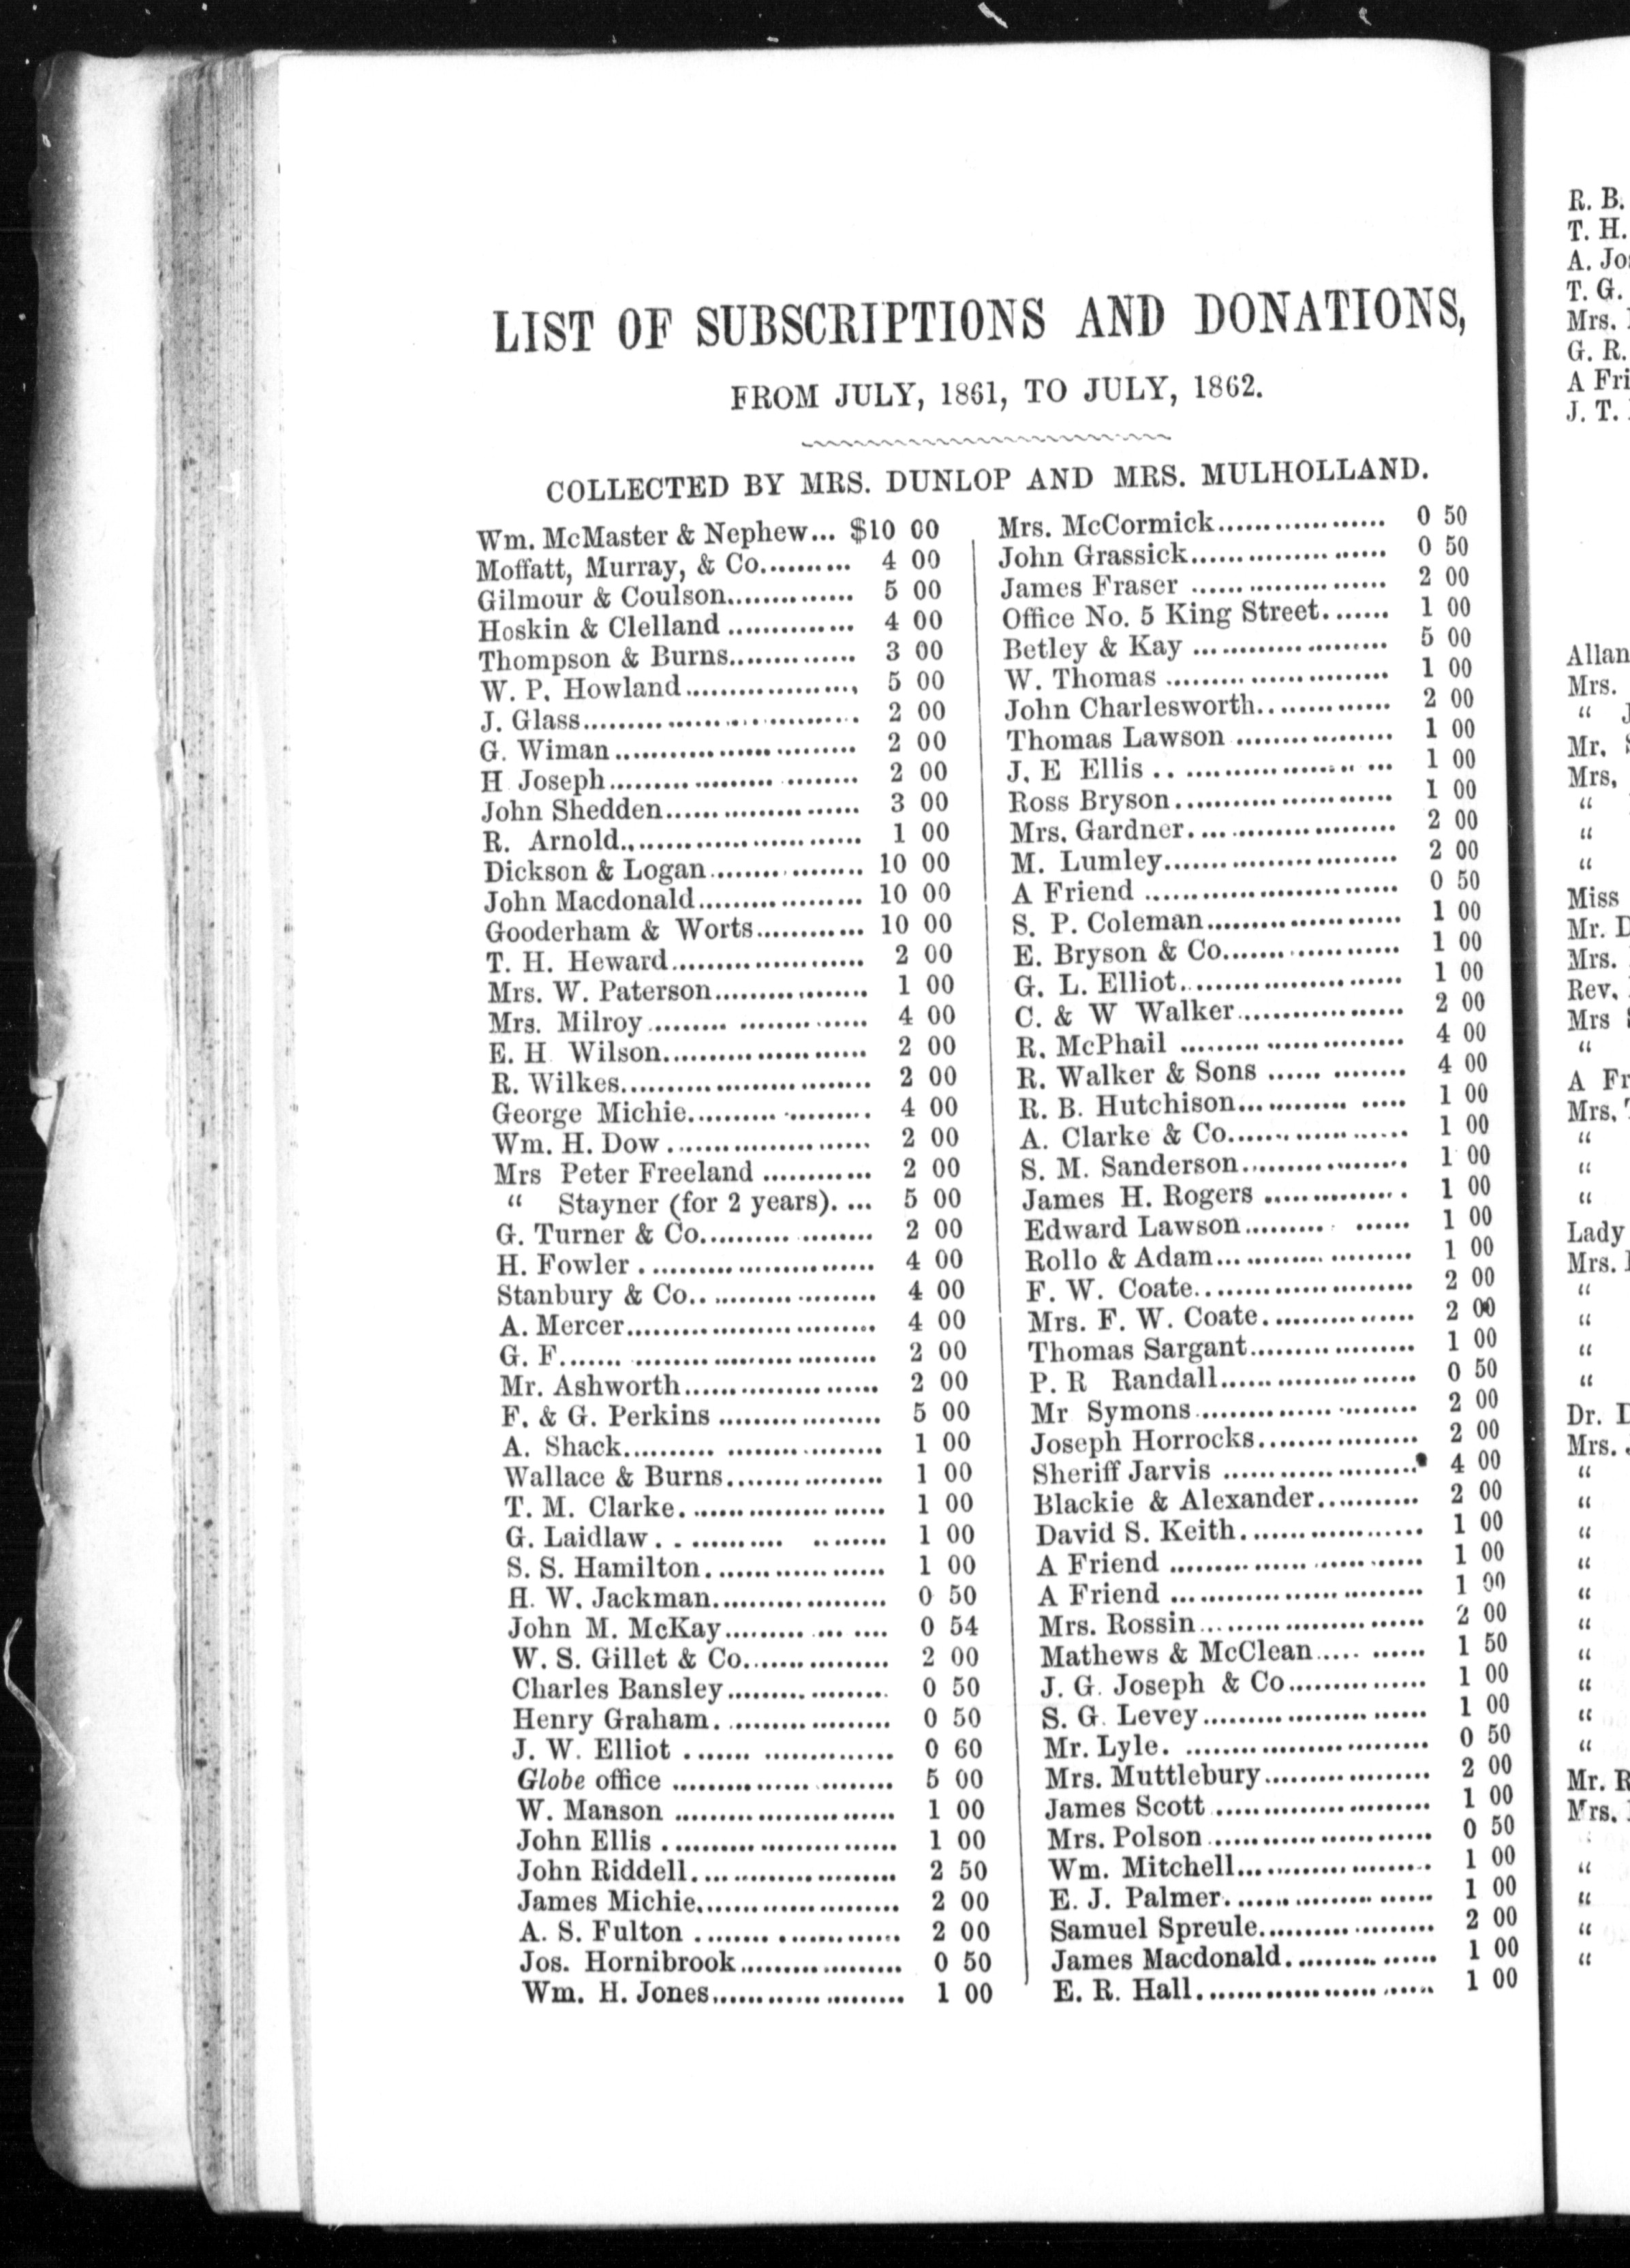 LIST OF SUBSCRIPTIONS AND DONATIONS,
FROM JULY, 1861, TO JULY, 1862.
COLLECTED BY MRS. DUNLOP AND MRS. MULHOLLAND.
Wm. McMaster & Nephew... $10 00
Moffatt, Murray, & Co.......... 4 00
Gilmour & Coulson.............. 5 00
Hoskin & Clelland .............. 4 00
Thompson & Burns.............. 3 00
W. P. Howland.................. 5 00
J. Glass.............................. 2 00
G. Wiman........................... 2 00
H Joseph........................... 2 00
John Shedden..................... 3 00
R. Arnold........................... 1 00
Dickson & Logan................ 10 00
John Macdonald.................. 10 00
Gooderham & Worts............ 10 00
T. H. Heward..................... 2 00
Mrs. W. Paterson................. 1 00
Mrs. Milroy........................ 4 00
E. H Wilson....................... 2 00
R. Wilkes........................... 2 00
George Michie.................... 4 00
Wm. H. Dow...................... 2 00
Mrs Peter Freeland ............ 2 00
“ Stayner (for 2 years). ... 5 00
G. Turner & Co................... 2 00
H. Fowler .......................... 4 00
Stanbury & Co.................... 4 00
A. Mercer........................... 4 00
G. F.................................. 2 00
Mr. Ashworth..................... 2 00
F. & G. Perkins .................. 5 00
A. Shack............................ 1 00
Wallace & Burns................. 1 00
T. M. Clarke...................... 1 00
G. Laidlaw......................... 1 00
S. S. Hamilton.................... 1 00
H. W. Jackman................... 0 50
John M. McKay.................. 0 54
W. S. Gillet & Co................ 2 00
Charles Bansley.................. 0 50
Henry Graham.................... 0 50
J. W. Elliot ....................... 0 60
Globe office ........................ 5 00
W. Manson ........................ 1 00
John Ellis .......................... 1 00
John Riddell....................... 2 50
James Michie...................... 2 00
A. S. Fulton ....................... 2 00
Jos. Hornibrook.................. 0 50
Wm. H. Jones..................... 1 00
Mrs. McCormick.................. 0 50
John Grassick..................... 0 50
James Fraser ..................... 2 00
Office No. 5 King Street....... 1 00
Betley & Kay ..................... 5 00
W. Thomas ........................ 1 00
John Charlesworth.............. 2 00
Thomas Lawson ................. 1 00
J. E Ellis .......................... 1 00
Ross Bryson....................... 1 00
Mrs. Gardner...................... 2 00
M. Lumley.......................... 2 00
A Friend ........................... 0 50
S. P. Coleman..................... 1 00
E. Bryson & Co................... 1 00
G. L. Elliot........................ 1 00
C. & W Walker.................. 2 00
R. McPhail ........................ 4 00
R. Walker & Sons ...... ........ 4 00
R. B. Hutchison.................. 1 00
A. Clarke & Co................... 1 00
S. M. Sanderson.................. 1 00
James H. Rogers ................ 1 00
Edward Lawson.................. 1 00
Rollo & Adam..................... 1 00
F. W. Coate........................ 2 00
Mrs. F. W. Coate................ 2 00
Thomas Sargant.................. 1 00
P. R Randall...................... 0 50
Mr Symons........................ 2 00
Joseph Horrocks................. 2 00
Sheriff Jarvis ..................... 4 00
Blackie & Alexander........... 2 00
David S. Keith.................... 1 00
A Friend ........................... 1 00
A Friend ........................... 1 00
Mrs. Rossin........................ 2 00
Mathews & McClean........... 1 50
J. G. Joseph & Co............... 1 00
S. G. Levey........................ 1 00
Mr. Lyle. .......................... 0 50
Mrs. Muttlebury.................. 2 00
James Scott........................ 1 00
Mrs. Polson........................ 0 50
Wm. Mitchell..................... 1 00
E. J. Palmer....................... 1 00
Samuel Spreule................... 2 00
James Macdonald................ 1 00
E. R. Hall.......................... 1 00
R. B.
T. H.
A.
T. G.
Mrs.
G. R.
A
J. T.
Mrs.
“
Mr.
Mrs.
“
“
“
Miss
Mr.
Mrs.
Rev.
Mrs
“
A
Mrs.
“
“
“
Lady
Mrs.
“
“
“
“
Dr.
Mrs.
“
“
“
“
“
“
“
“
“
“
Mr.
Mrs.
“
“
“
“